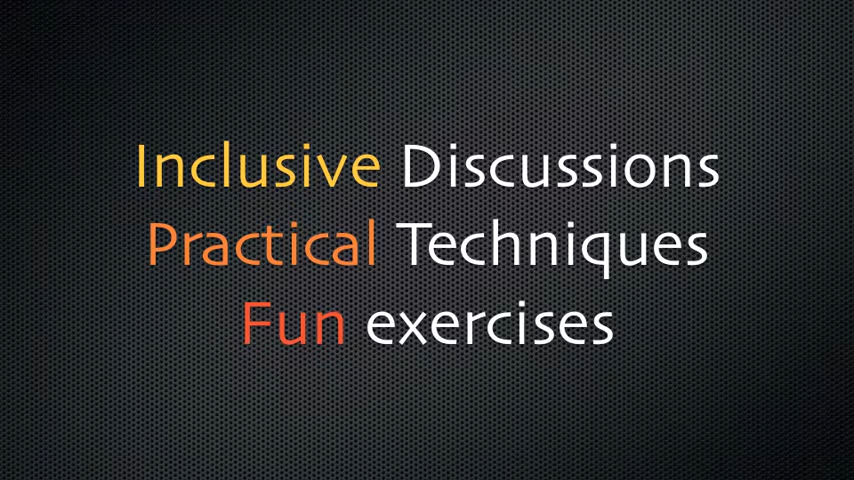 Inclusive Discussions
Practical Techniques
Fun exercises